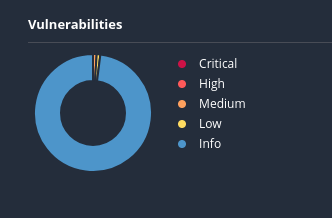 Vulnerabilities
Critical
High
Medium
Low
Info